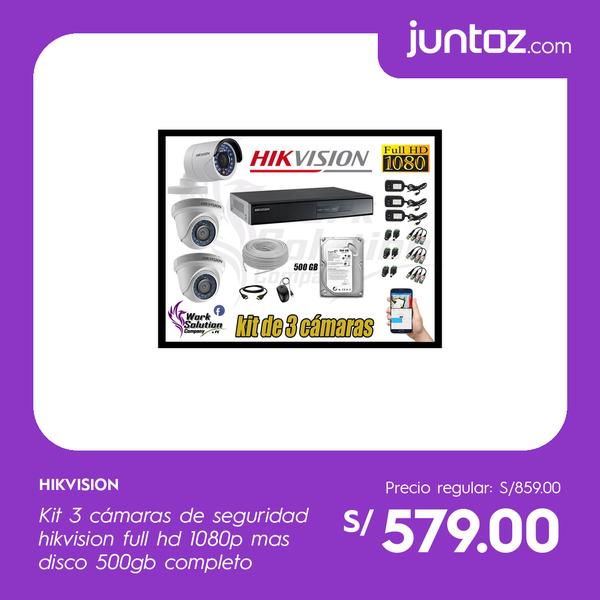 juntoz.com
HIKVISION
Full HD
1080
500 GB
Work
Solution
Company
kit de 3 cámaras
HIKVISION
Kit 3 cámaras de seguridad
hikvision full hd 1080p mas
disco 500gb completo
Precio regular: S/859.00
S/ 579.00